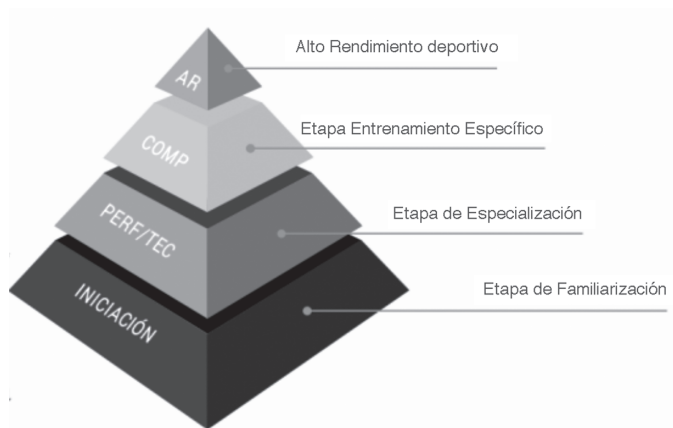 Alto Rendimiento deportivo
AR
Etapa Entrenamiento Específico
COMP
Etapa de Especialización
PERF/TEC
Etapa de Familiarización
INICIACIÓN